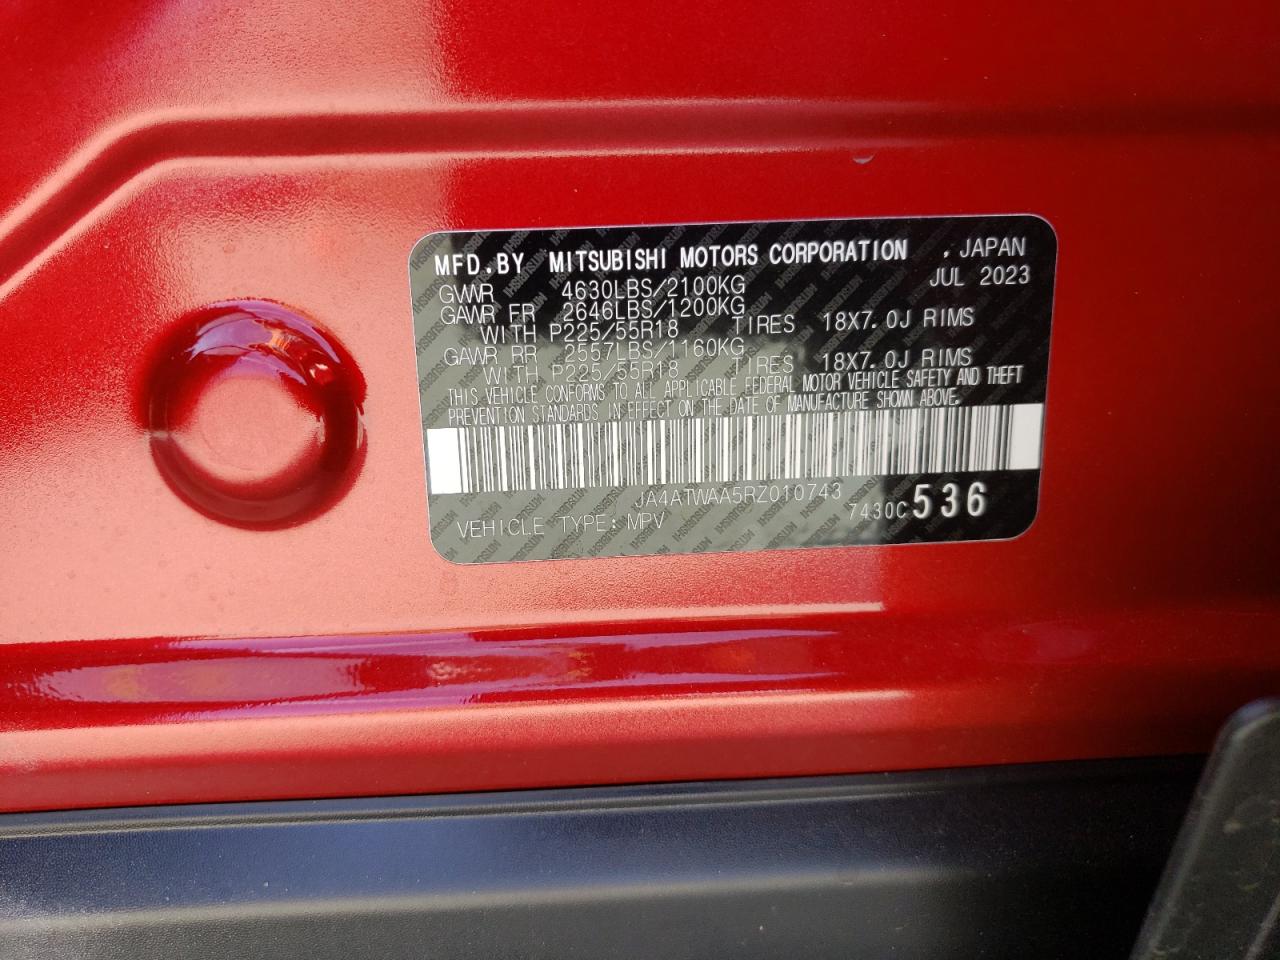 MFD.BY MITSUBISHI MOTORS CORPORATION , JAPAN
JUL 2023
GVWR 4630LBS/2100KG
GAWR FR 2646LBS/1200KG
WITH P225/55R18 TIRES 18X7.0J RIMS
GAWR RR 2557LBS/1160KG
WITH P225/55R18 TIRES 18X7.0J RIMS
THIS VEHICLE CONFORMS TO ALL APPLICABLE FEDERAL MOTOR VEHICLE SAFETY AND THEFT
PREVENTION STANDARDS IN EFFECT ON THE DATE OF MANUFACTURE SHOWN ABOVE.
JA4ATWAA5RZ010743
VEHICLE TYPE: MPV 7430C 536